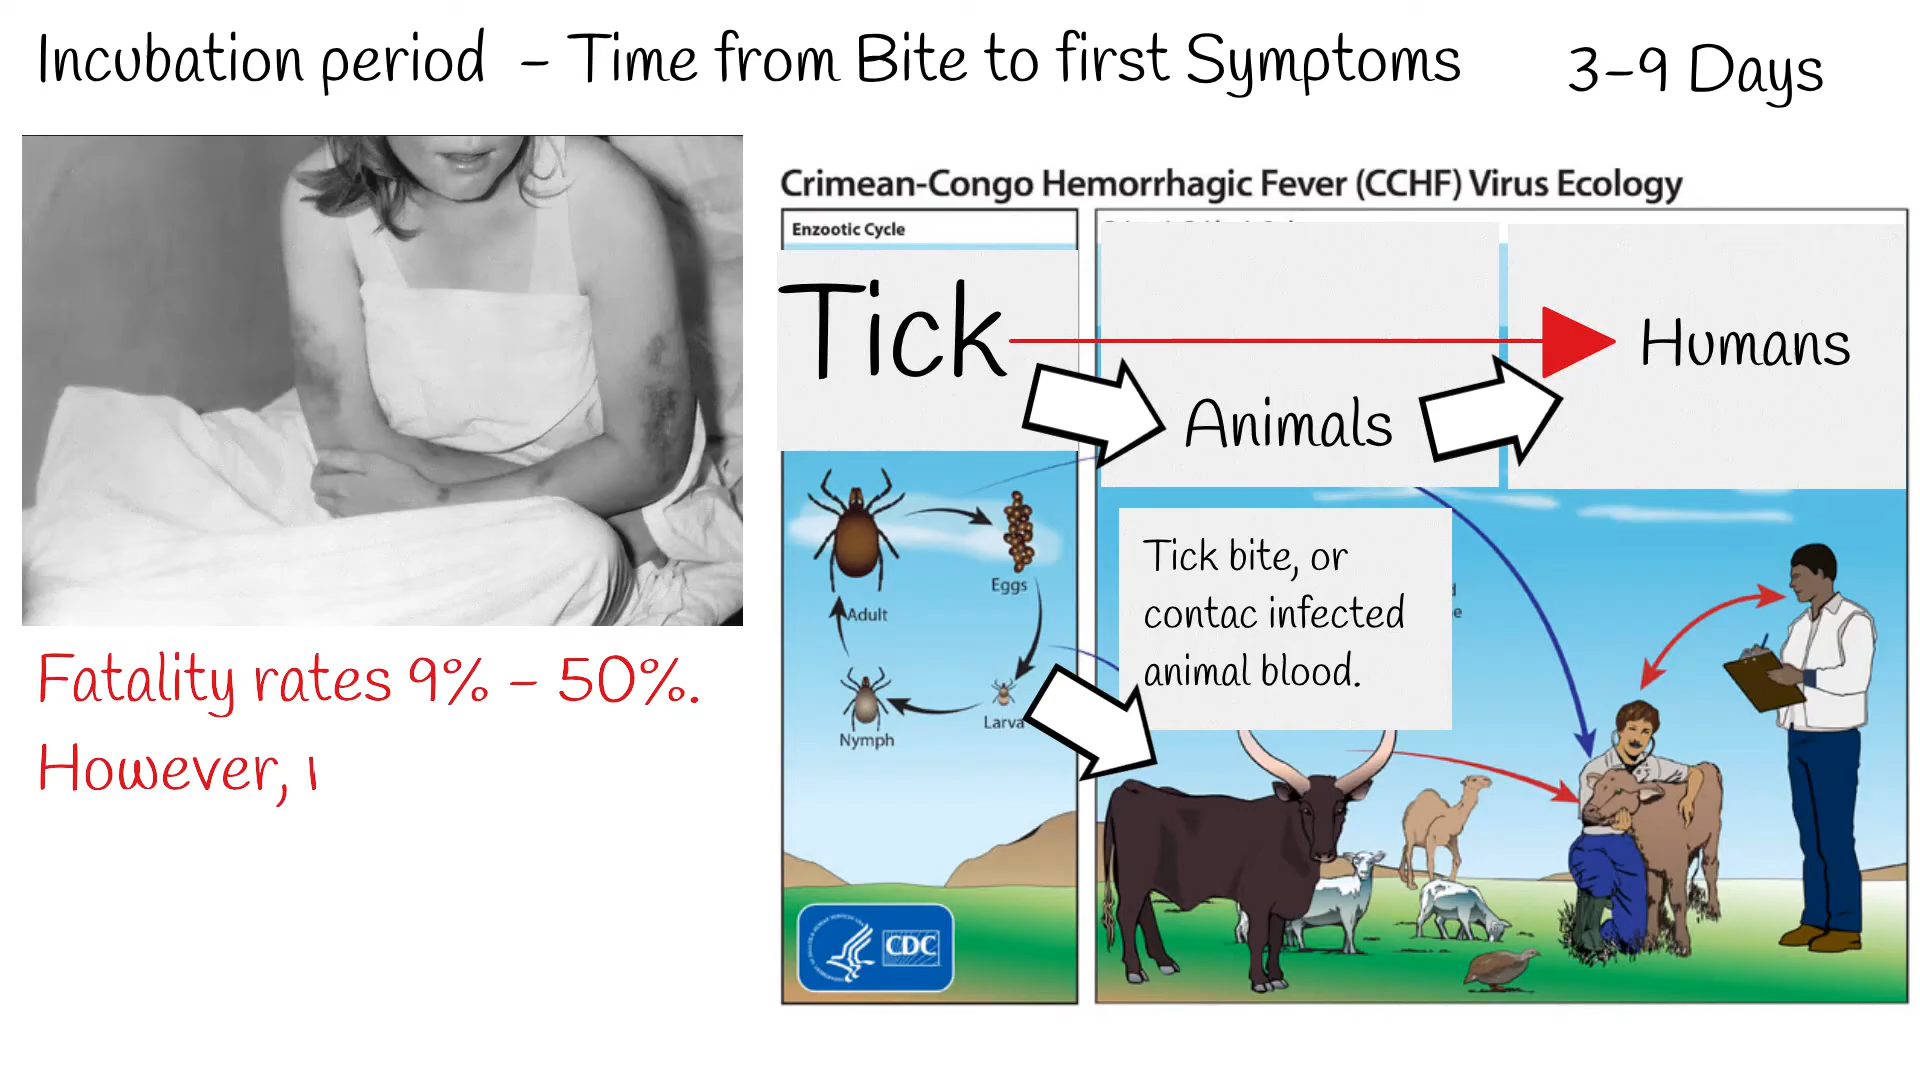 Incubation period - Time from Bite to first Symptoms 3-9 Days
Crimean-Congo Hemorrhagic Fever (CCHF) Virus Ecology
Enzootic Cycle
Tick
Humans
Animals
Tick bite, or
contac infected
animal blood.
Eggs
Adult
Larva
Nymph
CDC
Fatality rates 9% - 50%.
However,